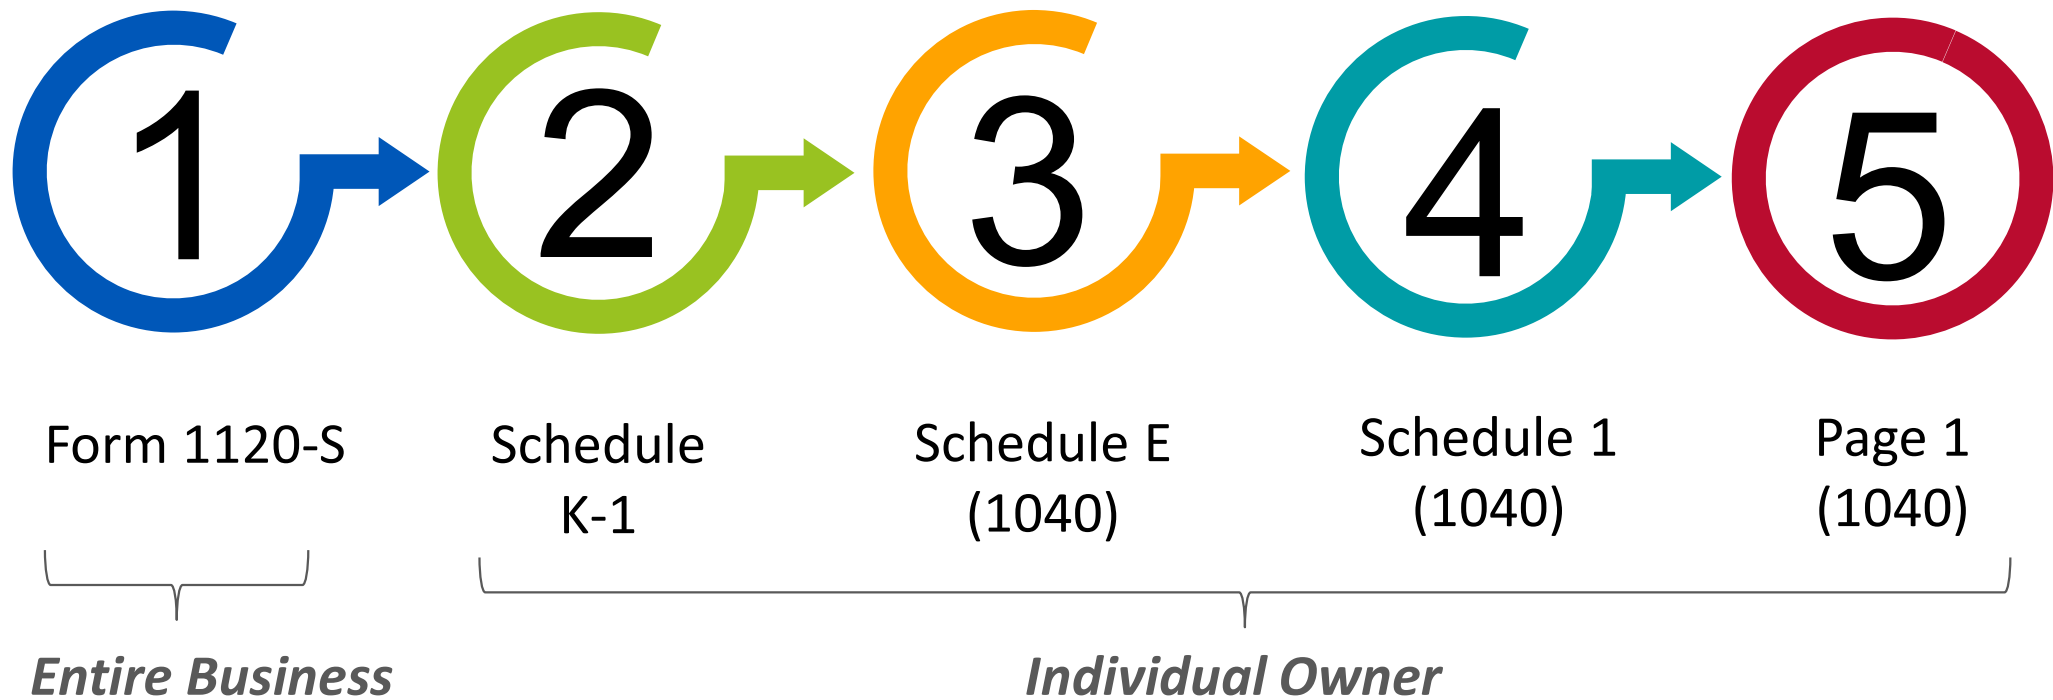 1
2
3
4
5
Form 1120-S
Schedule
K-1
Schedule E
(1040)
Schedule 1
(1040)
Page 1
(1040)
Entire Business
Individual Owner